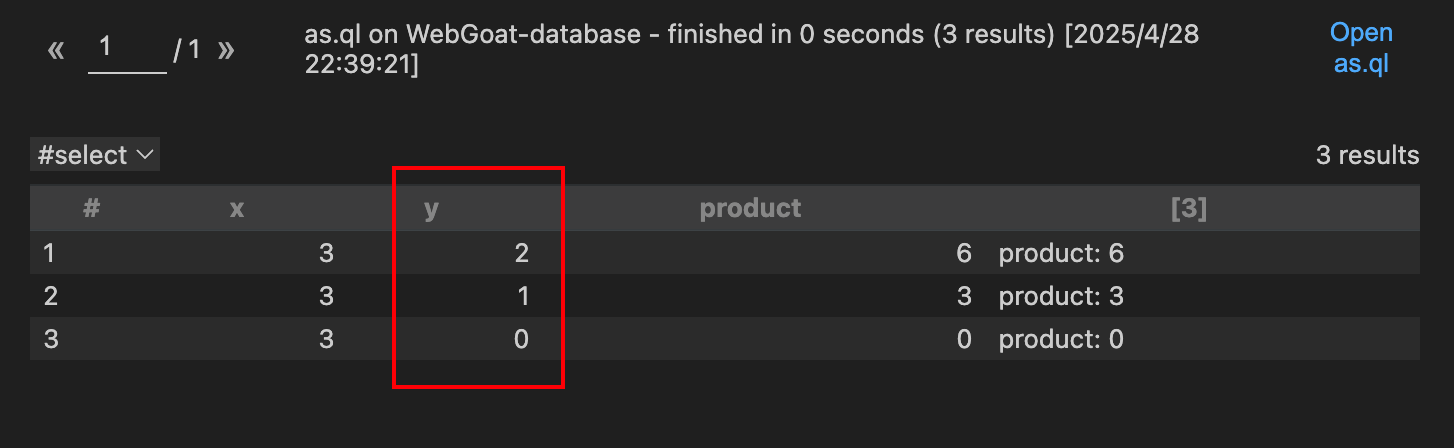 « 1 / 1 » as.ql on WebGoat-database - finished in 0 seconds (3 results) [2025/4/28 Open
22:39:21] as.ql
#select 3 results
# x y product [3]
1 3 2 6 product: 6
2 3 1 3 product: 3
3 3 0 0 product: 0